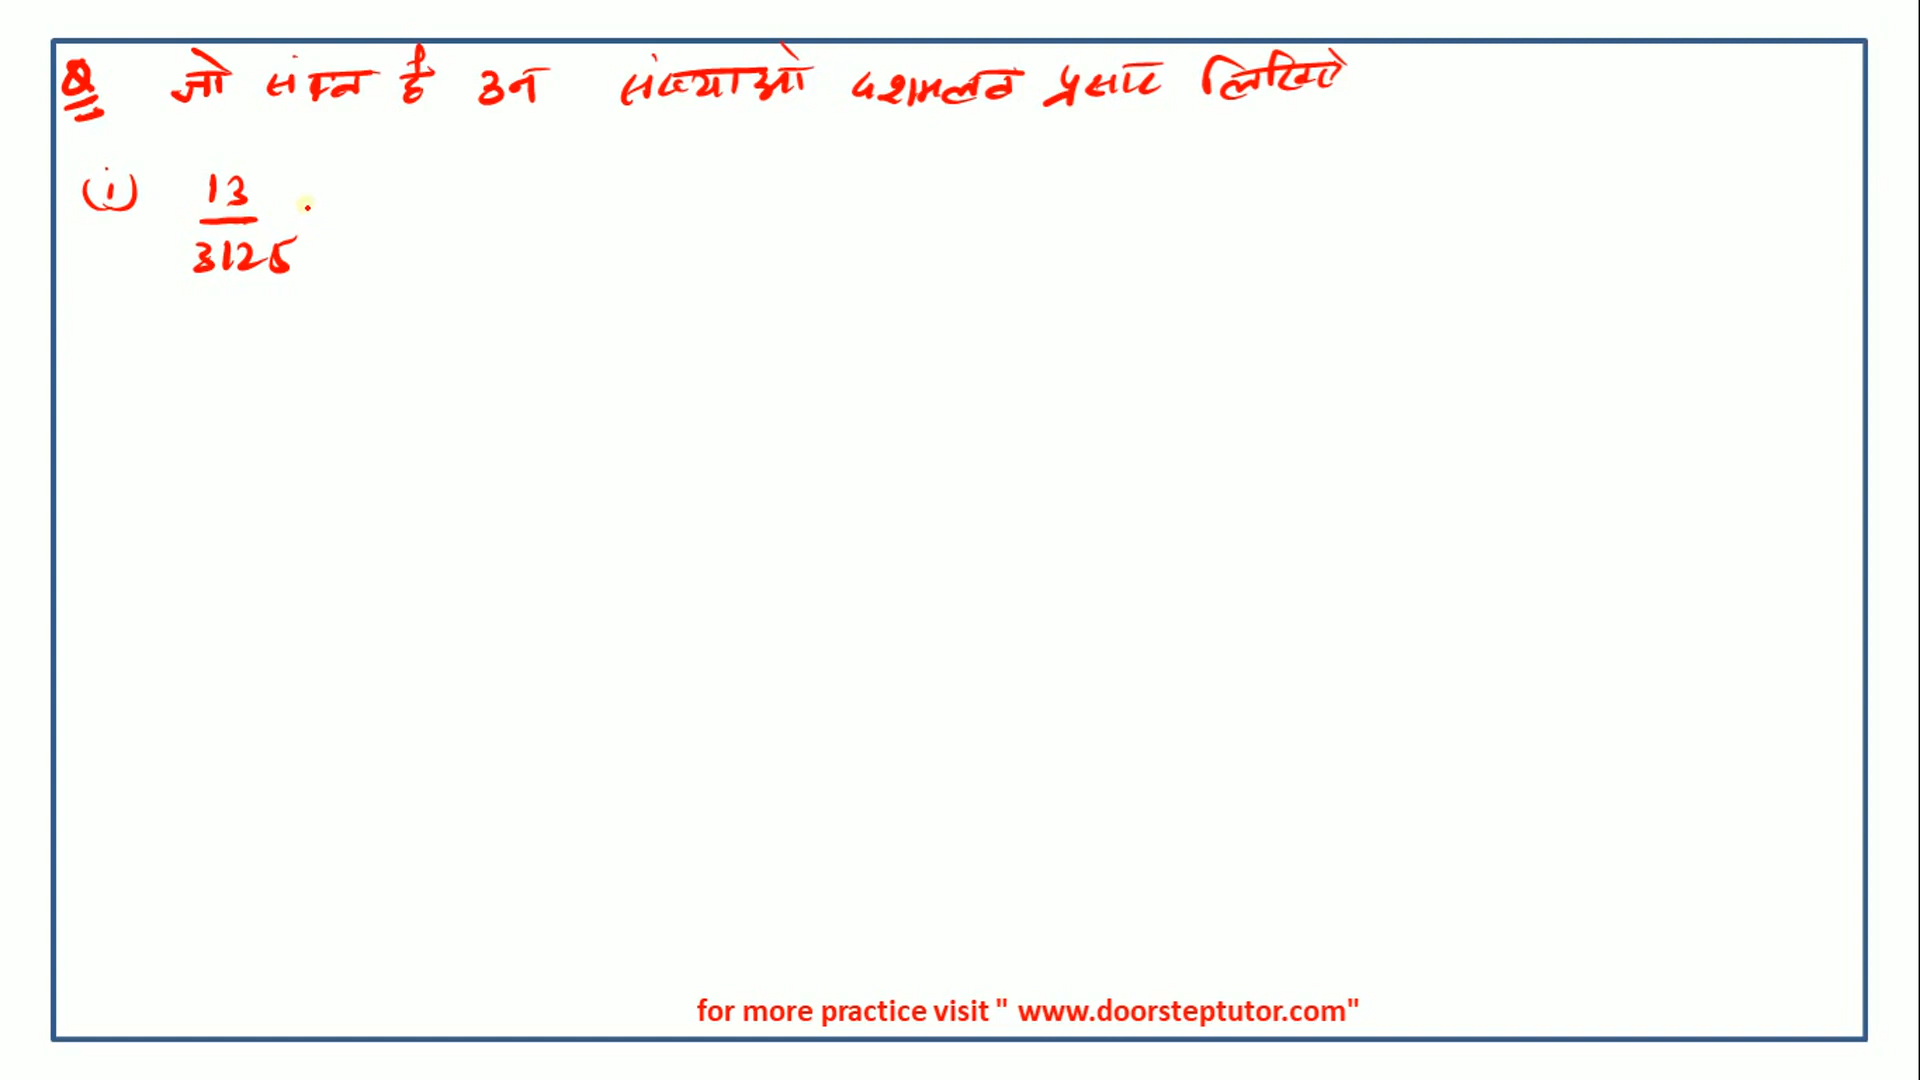 Q जो संभव है उन संख्याओ दशमलव प्रसार लिखिऐ
(i) 13
3125
for more practice visit " www.doorsteptutor.com"